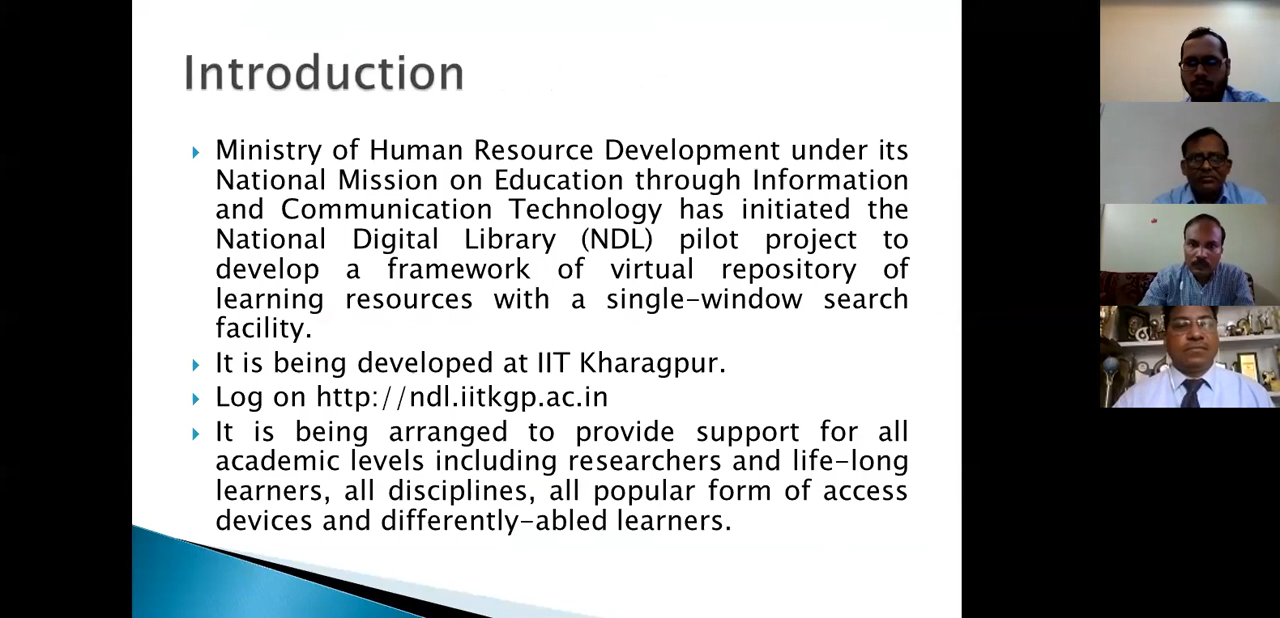 Introduction
Ministry of Human Resource Development under its
National Mission on Education through Information
and Communication Technology has initiated the
National Digital Library (NDL) pilot project to
develop a framework of virtual repository of
learning resources with a single-window search
facility.
It is being developed at IIT Kharagpur.
Log on http://ndl.iitkgp.ac.in
It is being arranged to provide support for all
academic levels including researchers and life-long
learners, all disciplines, all popular form of access
devices and differently-abled learners.